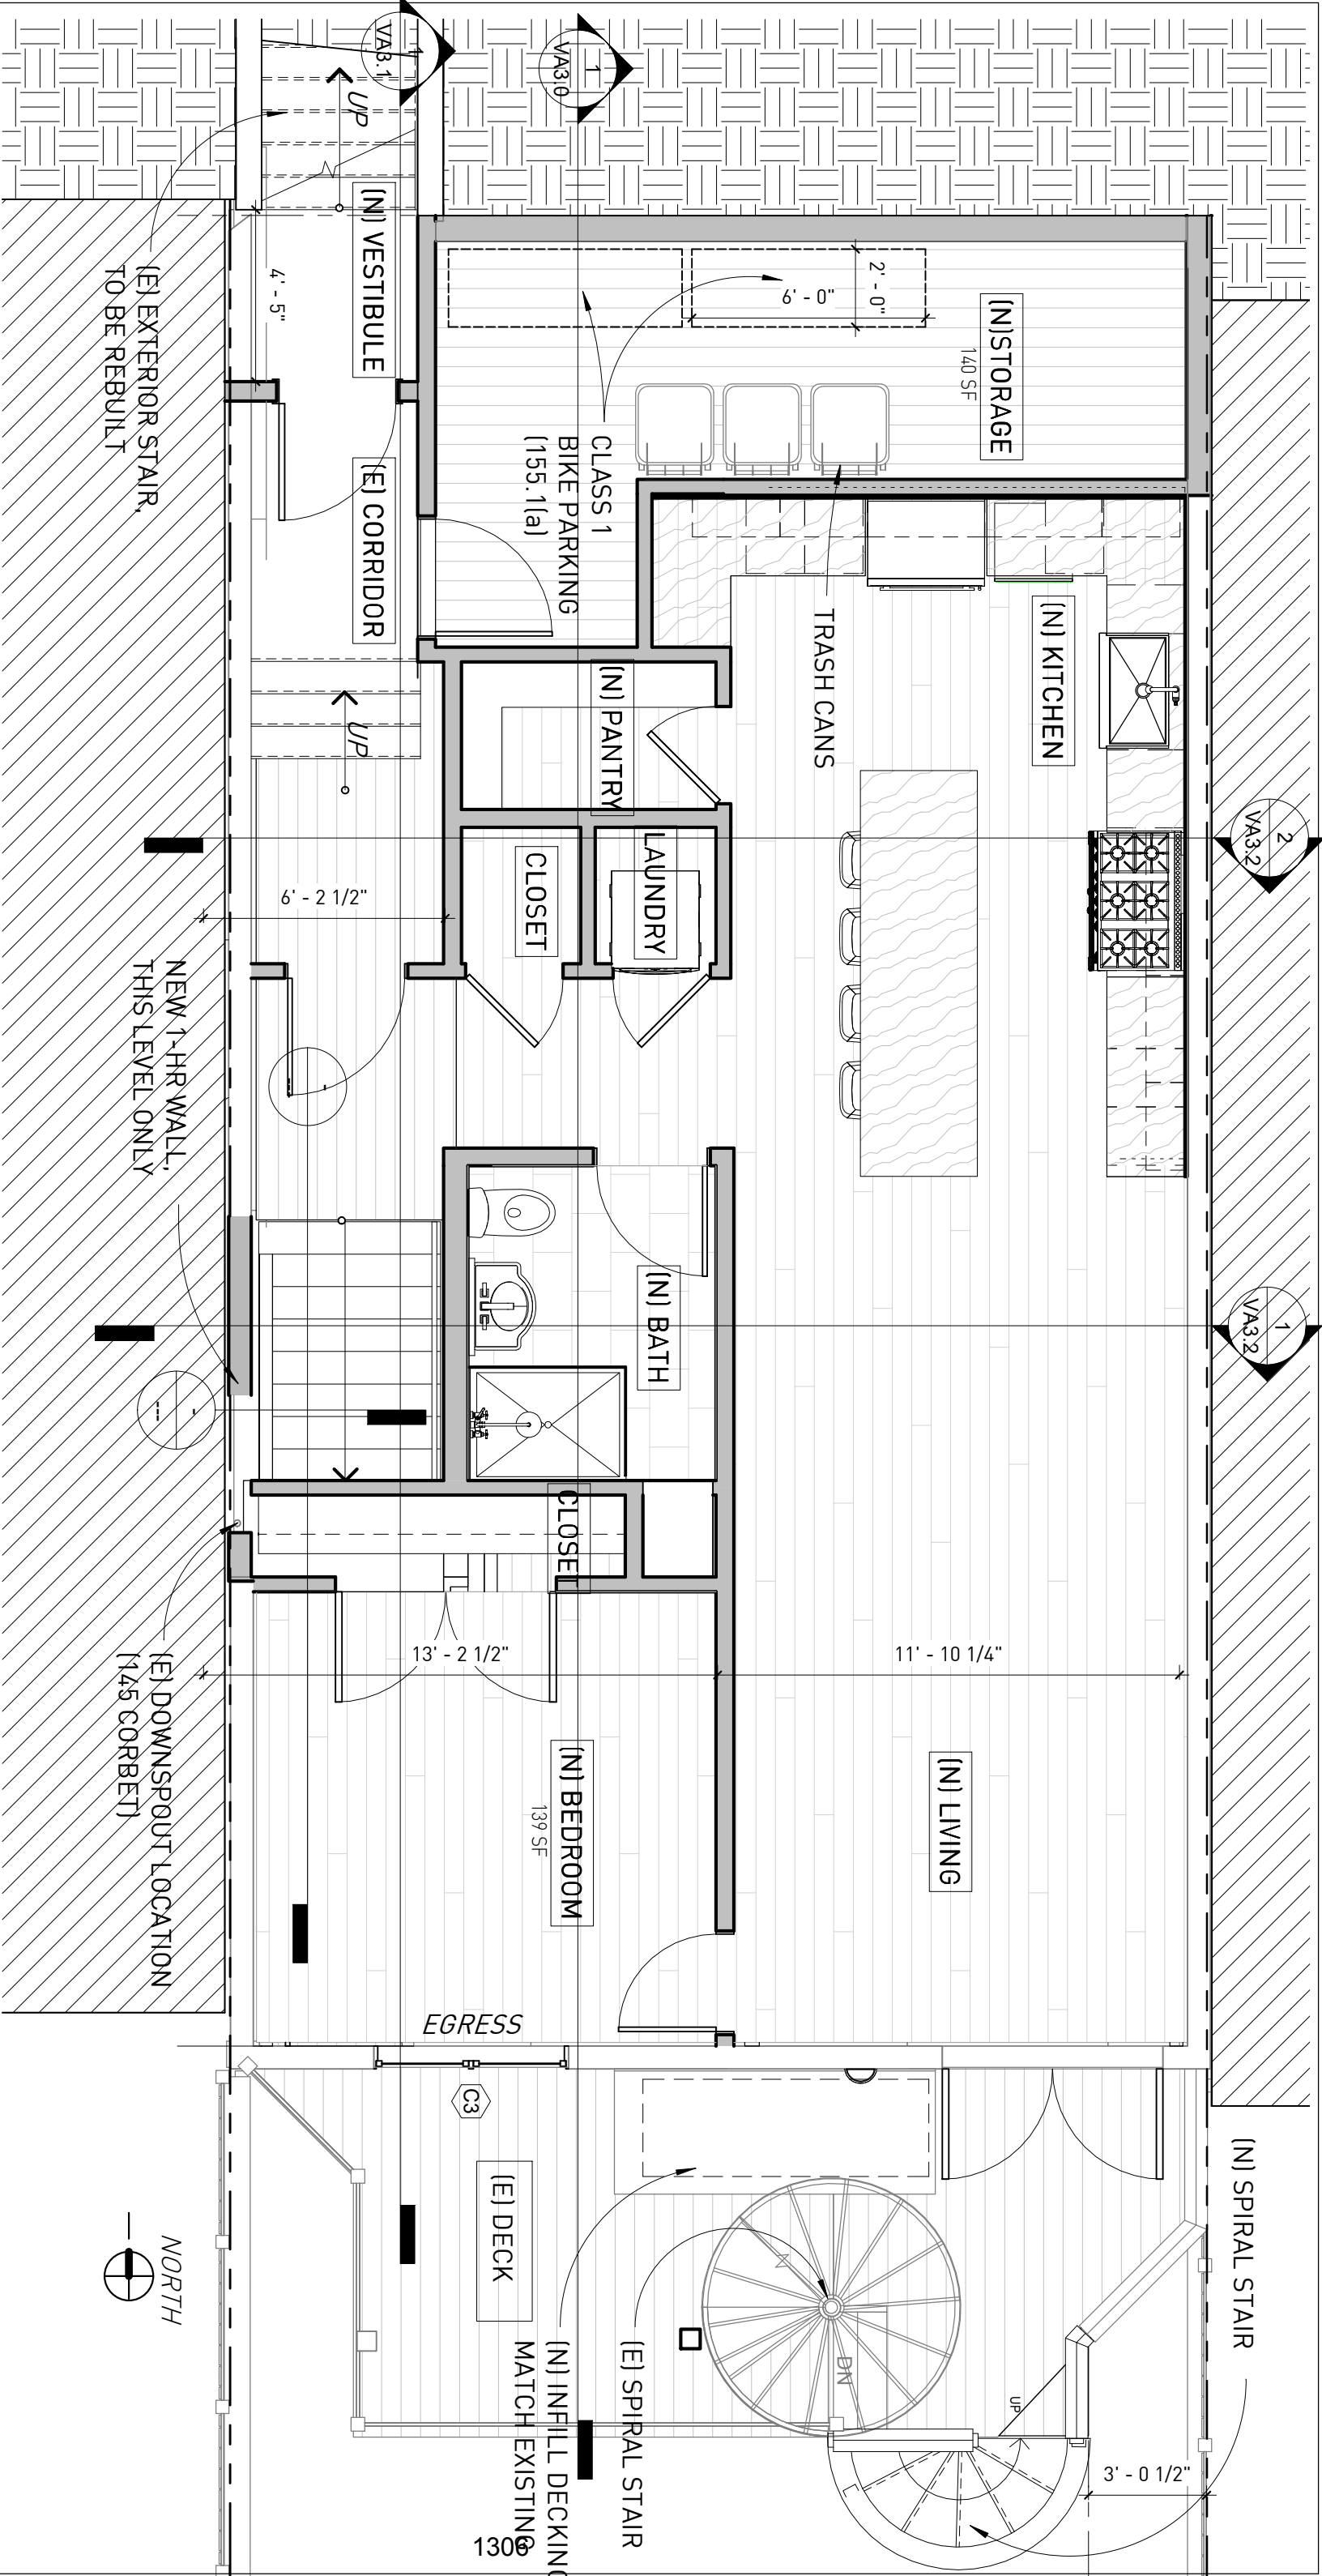 1
VA3.1
1
VA3.0
UP
(N) VESTIBULE
4' - 5"
(E) EXTERIOR STAIR,
TO BE REBUILT
2' - 0"
6' - 0"
(N)STORAGE
140 SF
CLASS 1
BIKE PARKING
(155.1(a)
(E) CORRIDOR
TRASH CANS
(N) KITCHEN
(N) PANTRY
UP
2
VA3.2
LAUNDRY
CLOSET
6' - 2 1/2"
NEW 1-HR WALL,
THIS LEVEL ONLY
(N) BATH
1
VA3.2
CLOSET
13' - 2 1/2"
11' - 10 1/4"
(E) DOWNSPOUT LOCATION
(145 CORBET)
(N) BEDROOM
139 SF
(N) LIVING
EGRESS
C3
(E) DECK
(N) SPIRAL STAIR
NORTH
DN
UP
(E) SPIRAL STAIR
(N) INFILL DECKING
MATCH EXISTING
3' - 0 1/2"
1306